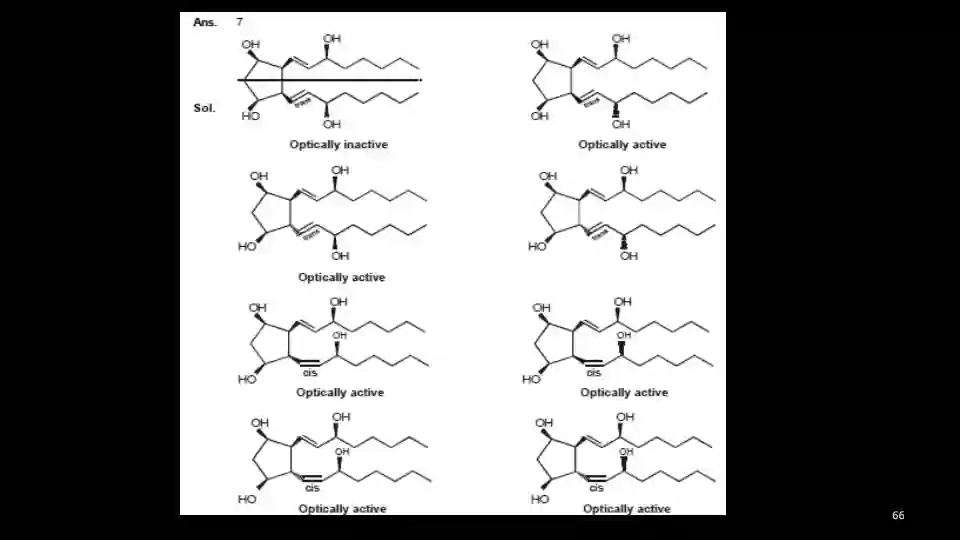 Ans. 7
OH OH OH OH
Sol.
trans trans
HO OH OH OH
Optically inactive Optically active
OH OH OH OH
trans trans
HO OH HO OH
Optically active
OH OH OH OH
OH OH
HO cis HO cis
Optically active Optically active
OH OH OH OH
OH OH
cis cis
HO HO
Optically active Optically active
66